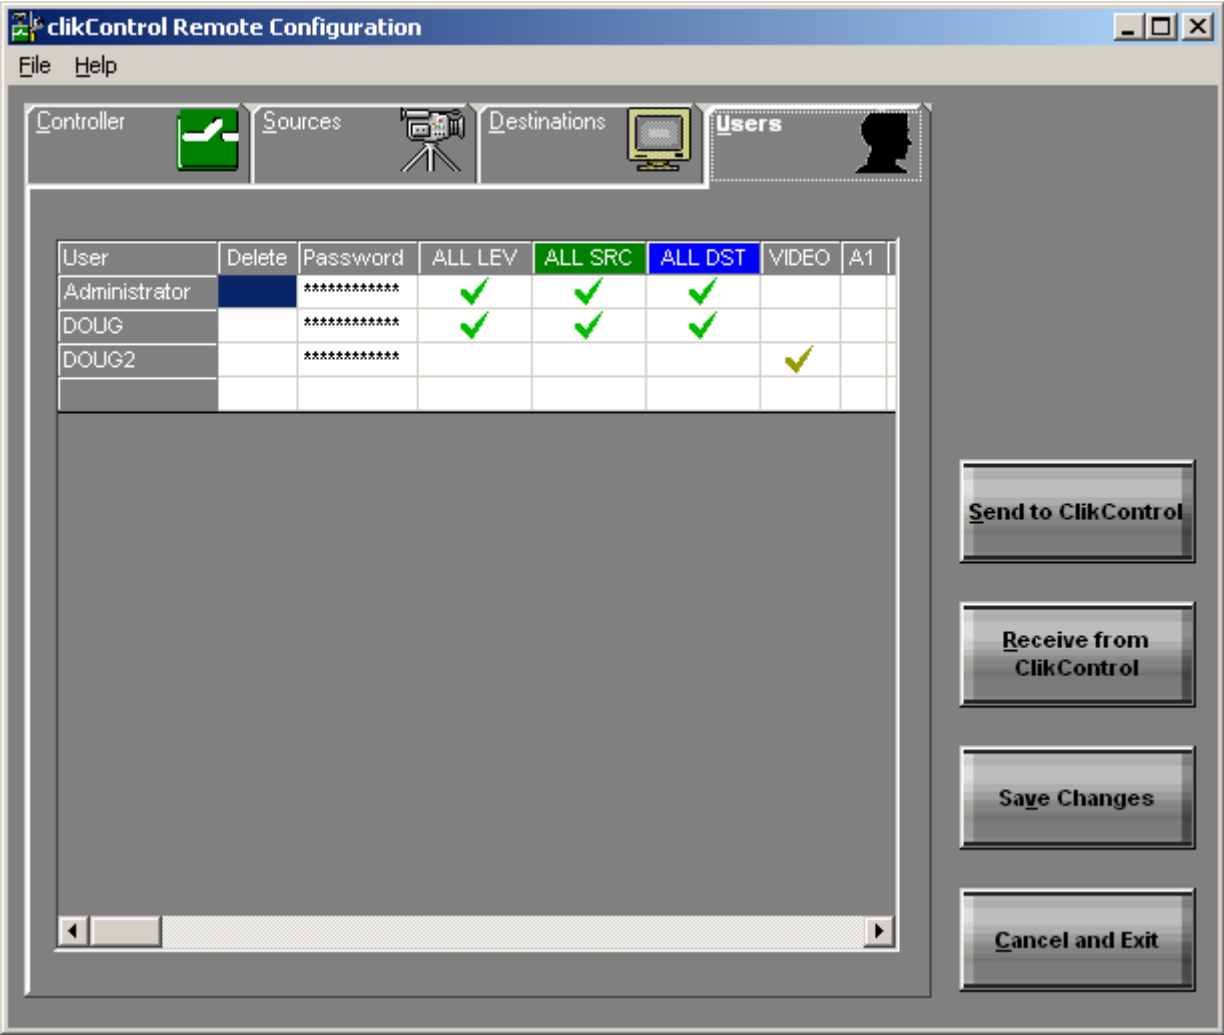 clikControl Remote Configuration
File Help
Controller Sources Destinations Users
User Delete Password ALL LEV ALL SRC ALL DST VIDEO A1
Administrator ************
DOUG ************
DOUG2 ************
Send to ClikControl
Receive from
ClikControl
Save Changes
Cancel and Exit